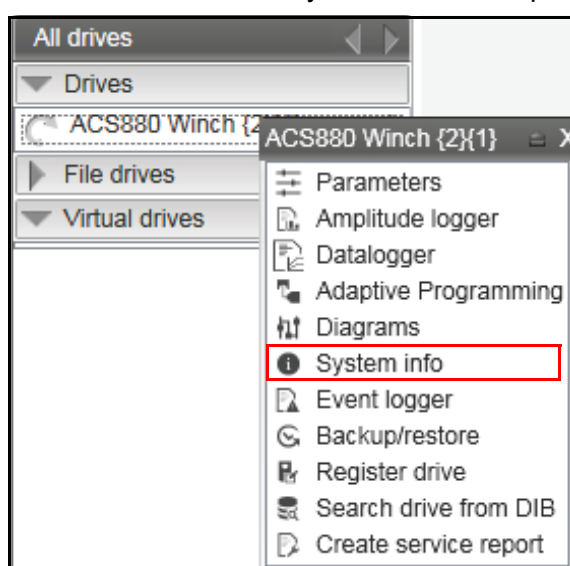 All drives
Drives
ACS880 Winch {2
File drives
Virtual drives
ACS880 Winch {2}{1}
X
Parameters
Amplitude logger
Datalogger
Adaptive Programming
Diagrams
System info
Event logger
Backup/restore
Register drive
Search drive from DIB
Create service report